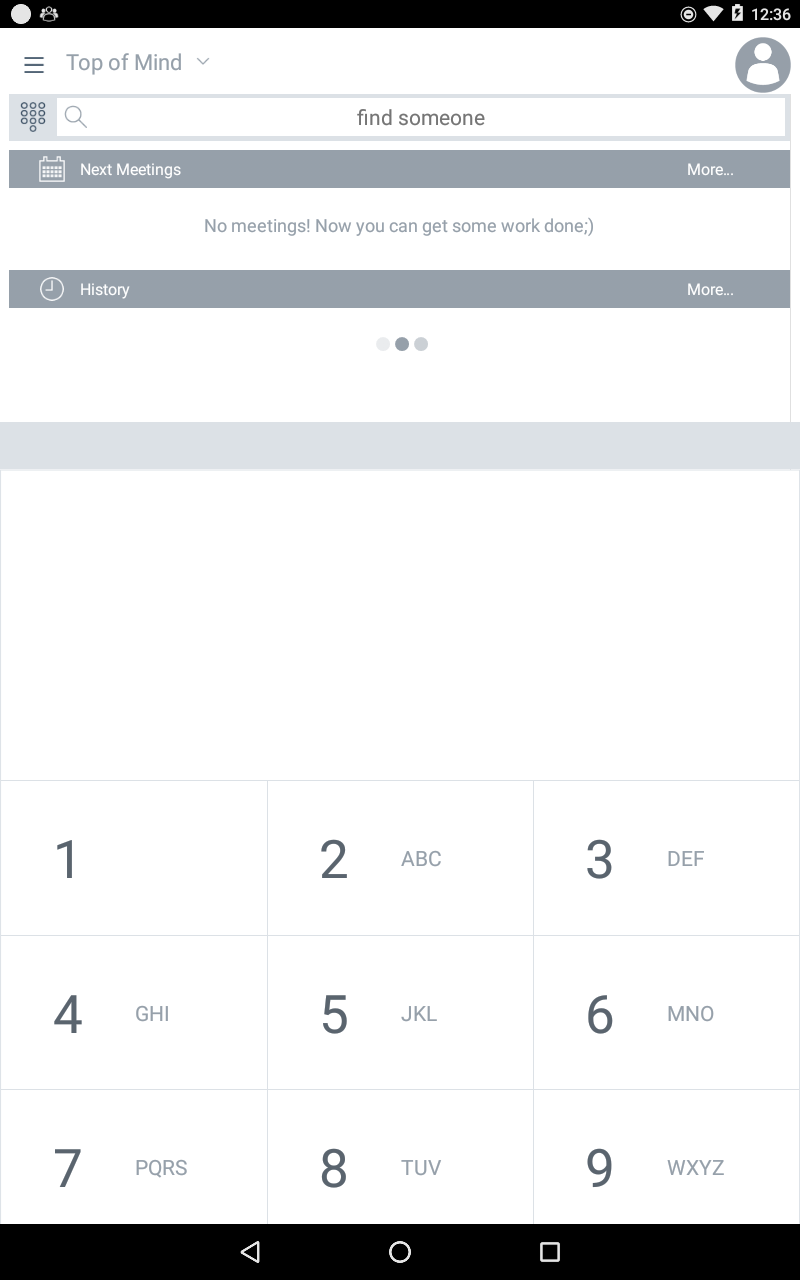 12:36
Top of Mind
find someone
Next Meetings More...
No meetings! Now you can get some work done;)
History More...
1 2 ABC 3 DEF
4 GHI 5 JKL 6 MNO
7 PQRS 8 TUV 9 WXYZ